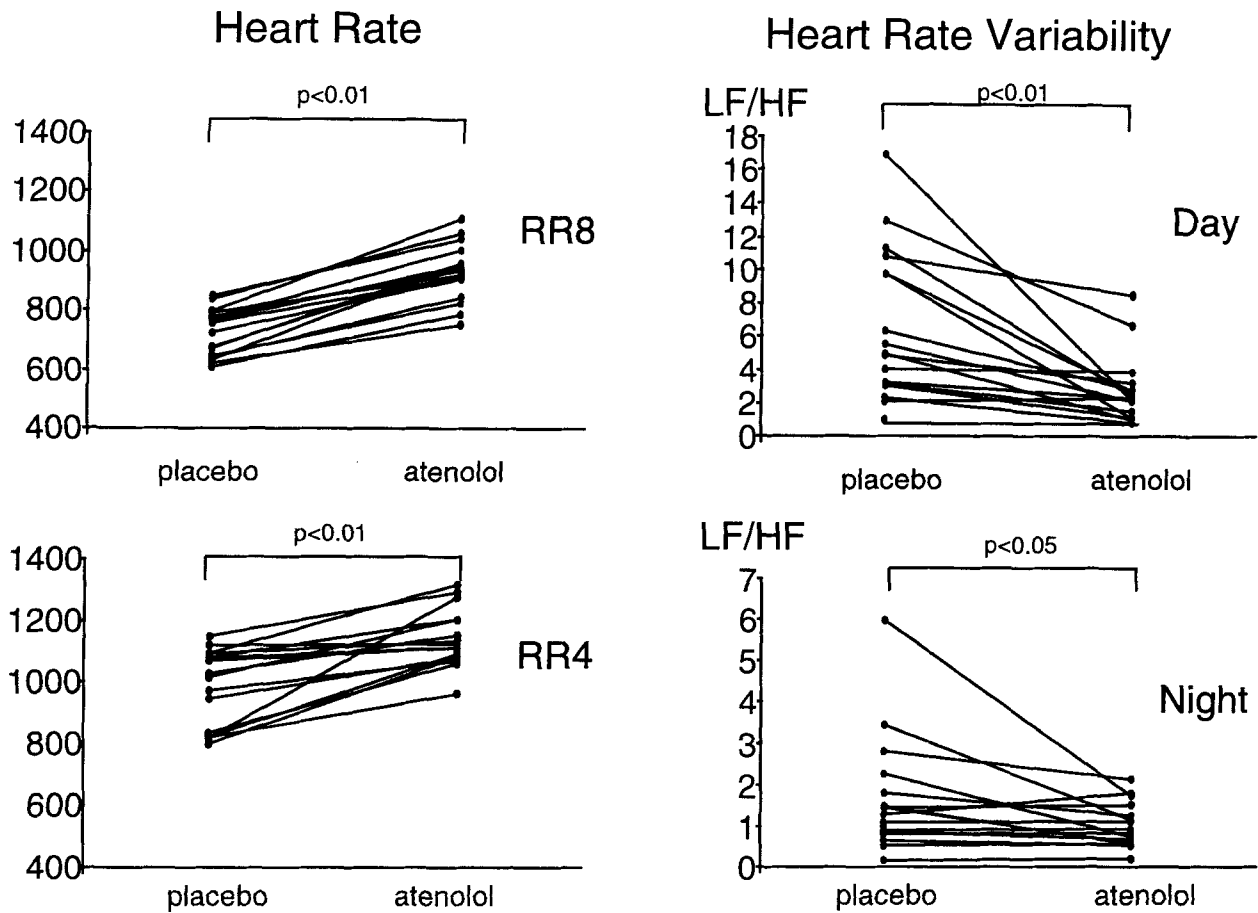 Heart Rate
p<0.01
1400
1200
1000
800
600
400
RR8
placebo atenolol
Heart Rate Variability
LF/HF
p<0.01
18
16
14
12
10
8
6
4
2
0
Day
placebo atenolol
p<0.01
1400
1200
1000
800
600
400
RR4
placebo atenolol
LF/HF
p<0.05
7
6
5
4
3
2
1
0
Night
placebo atenolol